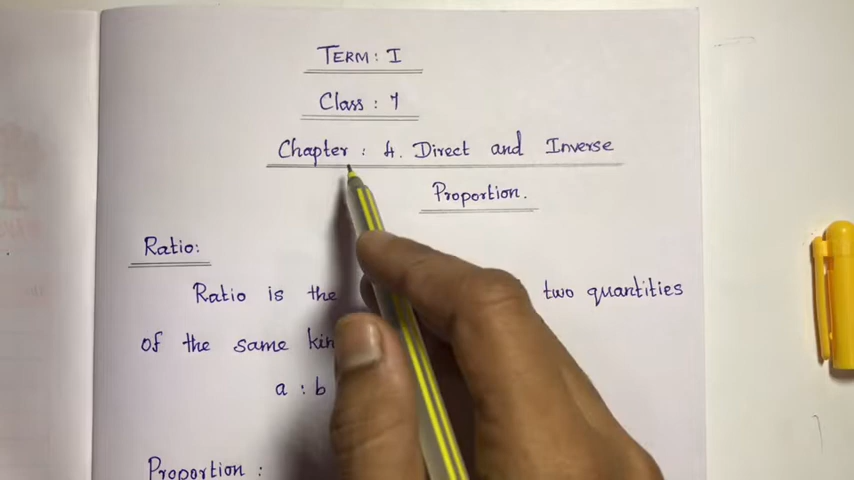 TERM: I
Class : 7
Chapter : 4. Direct and Inverse
Proportion.
Ratio:
Ratio is the two quantities
of the same kin
a : b
Proportion :